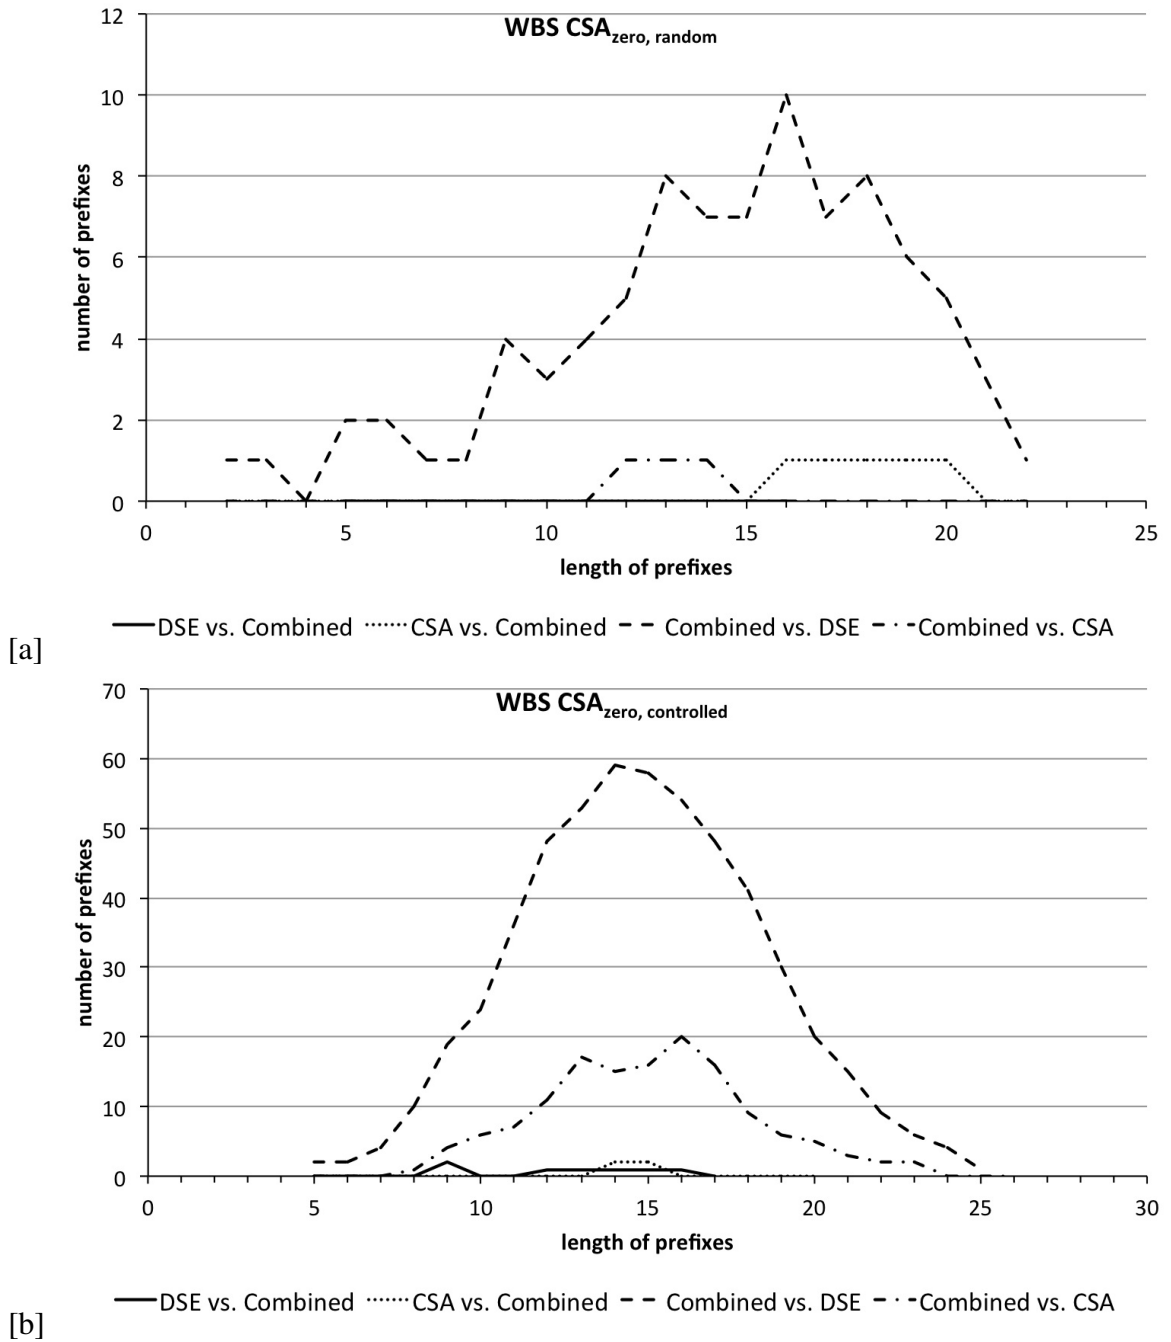 WBS CSAzero, random
12
10
8
6
4
2
0
number of prefixes
0 5 10 15 20 25
length of prefixes
DSE vs. Combined CSA vs. Combined Combined vs. DSE Combined vs. CSA
[a]
WBS CSAzero, controlled
70
60
50
40
30
20
10
0
number of prefixes
0 5 10 15 20 25 30
length of prefixes
DSE vs. Combined CSA vs. Combined Combined vs. DSE Combined vs. CSA
[b]